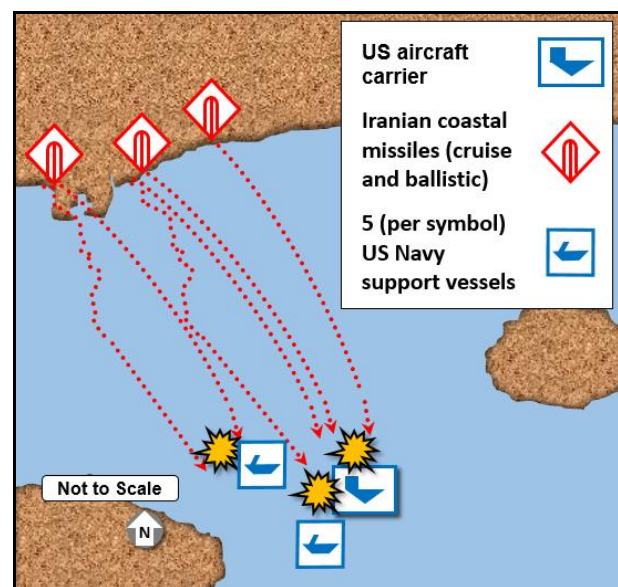 US aircraft
carrier
Iranian coastal
missiles (cruise
and ballistic)
5 (per symbol)
US Navy
support vessels
Not to Scale
N